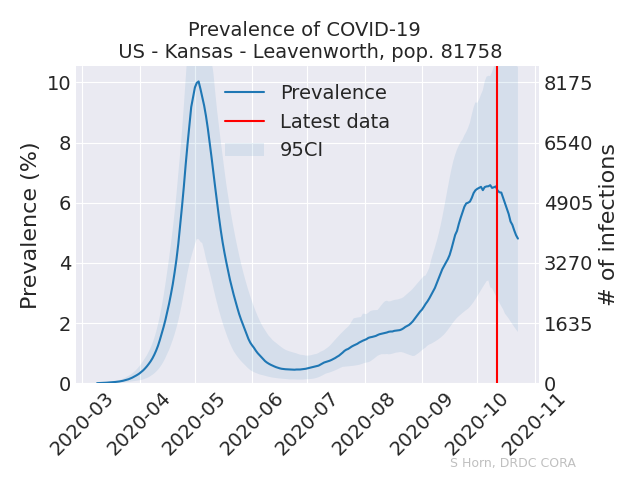 Prevalence of COVID-19
US - Kansas - Leavenworth, pop. 81758
Prevalence (%)
10
8
6
4
2
0
Prevalence
Latest data
95CI
8175
6540
4905
3270
1635
0
# of infections
2020-03
2020-04
2020-05
2020-06
2020-07
2020-08
2020-09
2020-10
2020-11
S Horn, DRDC CORA